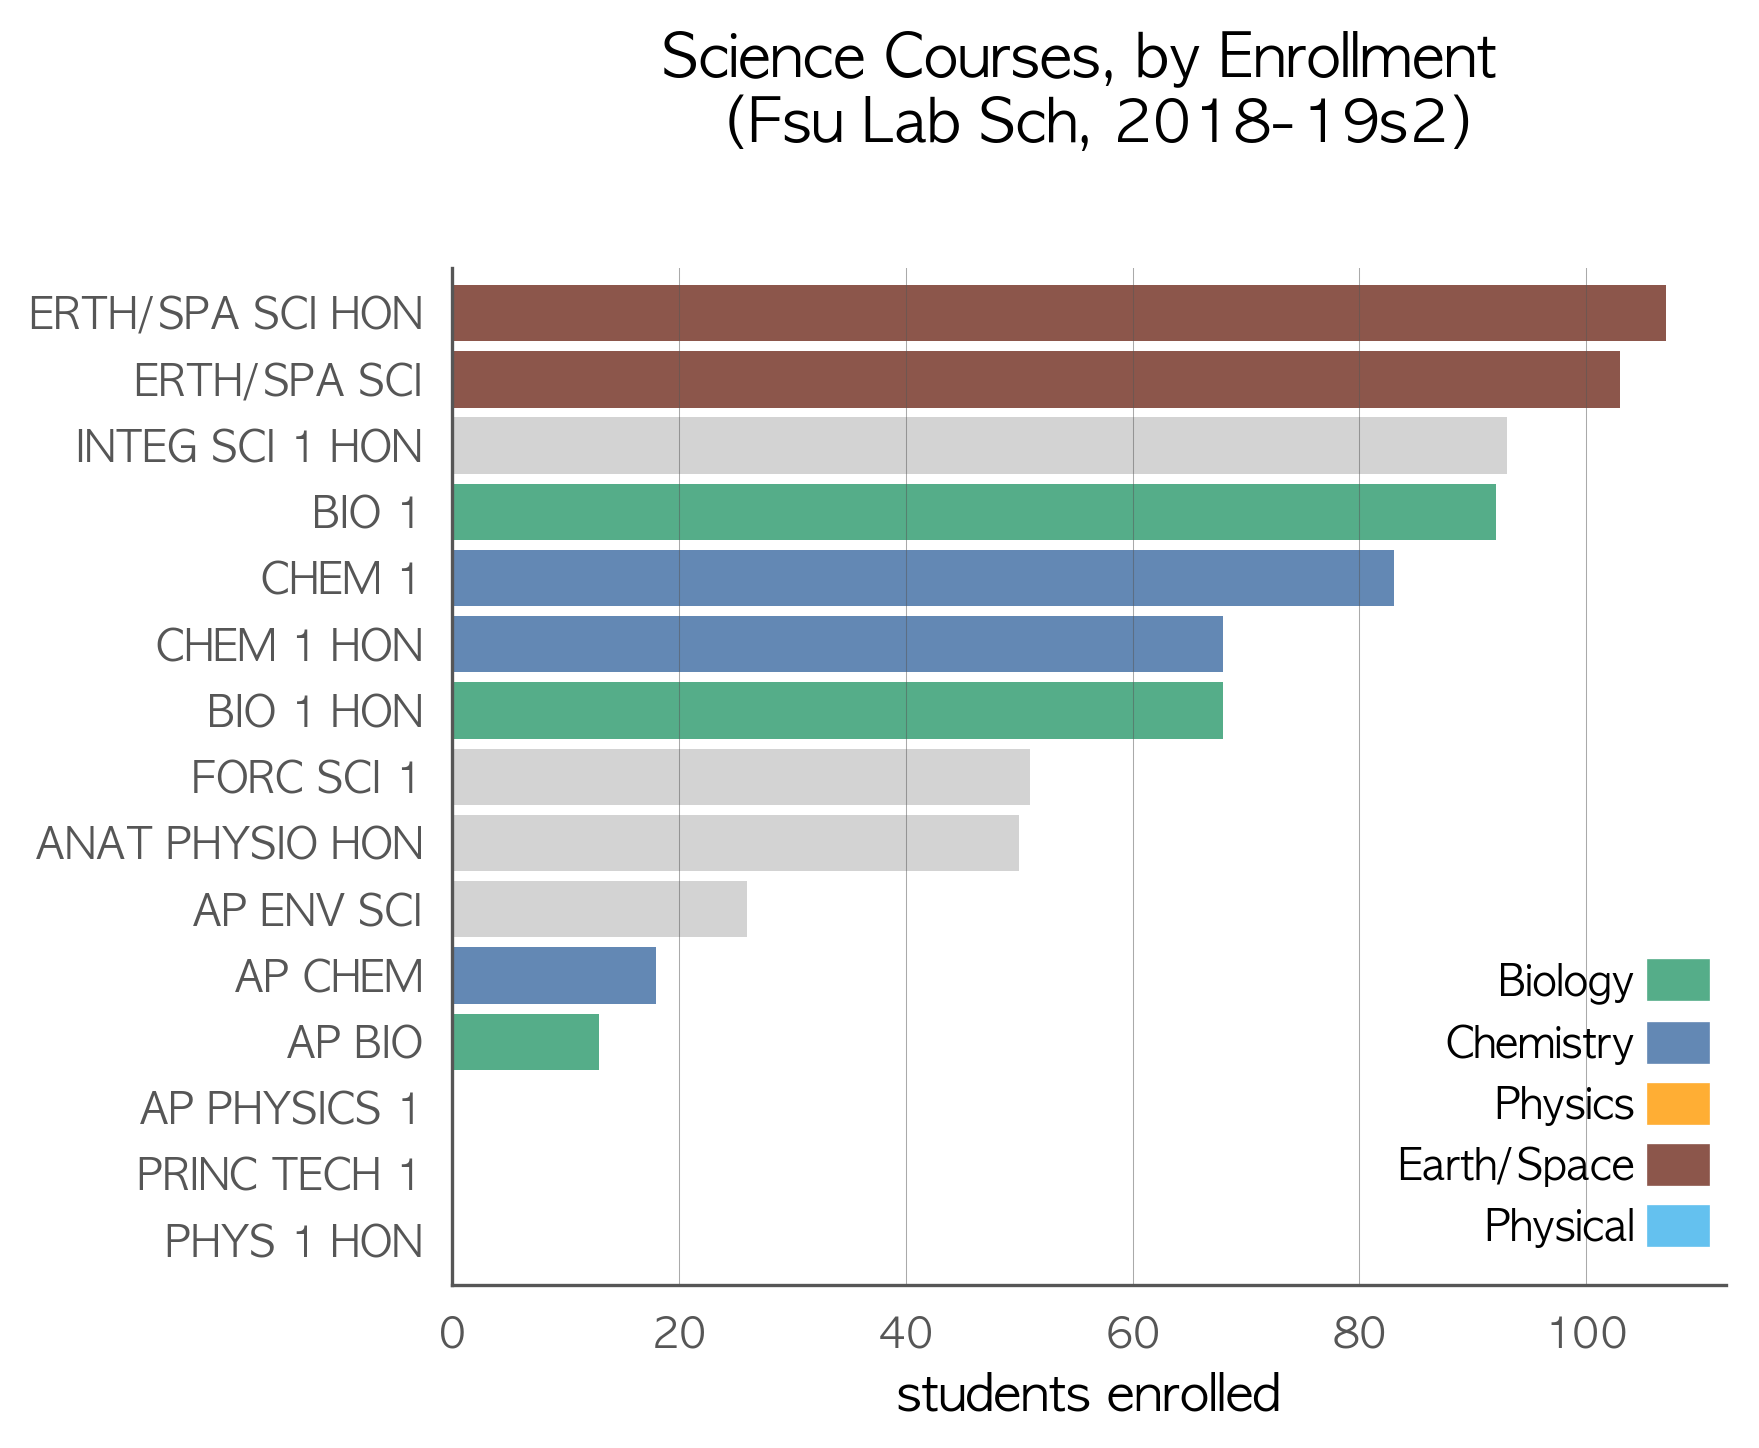 Science Courses, by Enrollment
(Fsu Lab Sch, 2018-19s2)
ERTH/SPA SCI HON
ERTH/SPA SCI
INTEG SCI 1 HON
BIO 1
CHEM 1
CHEM 1 HON
BIO 1 HON
FORC SCI 1
ANAT PHYSIO HON
AP ENV SCI
AP CHEM
AP BIO
AP PHYSICS 1
PRINC TECH 1
PHYS 1 HON
Biology
Chemistry
Physics
Earth/Space
Physical
0 20 40 60 80 100
students enrolled